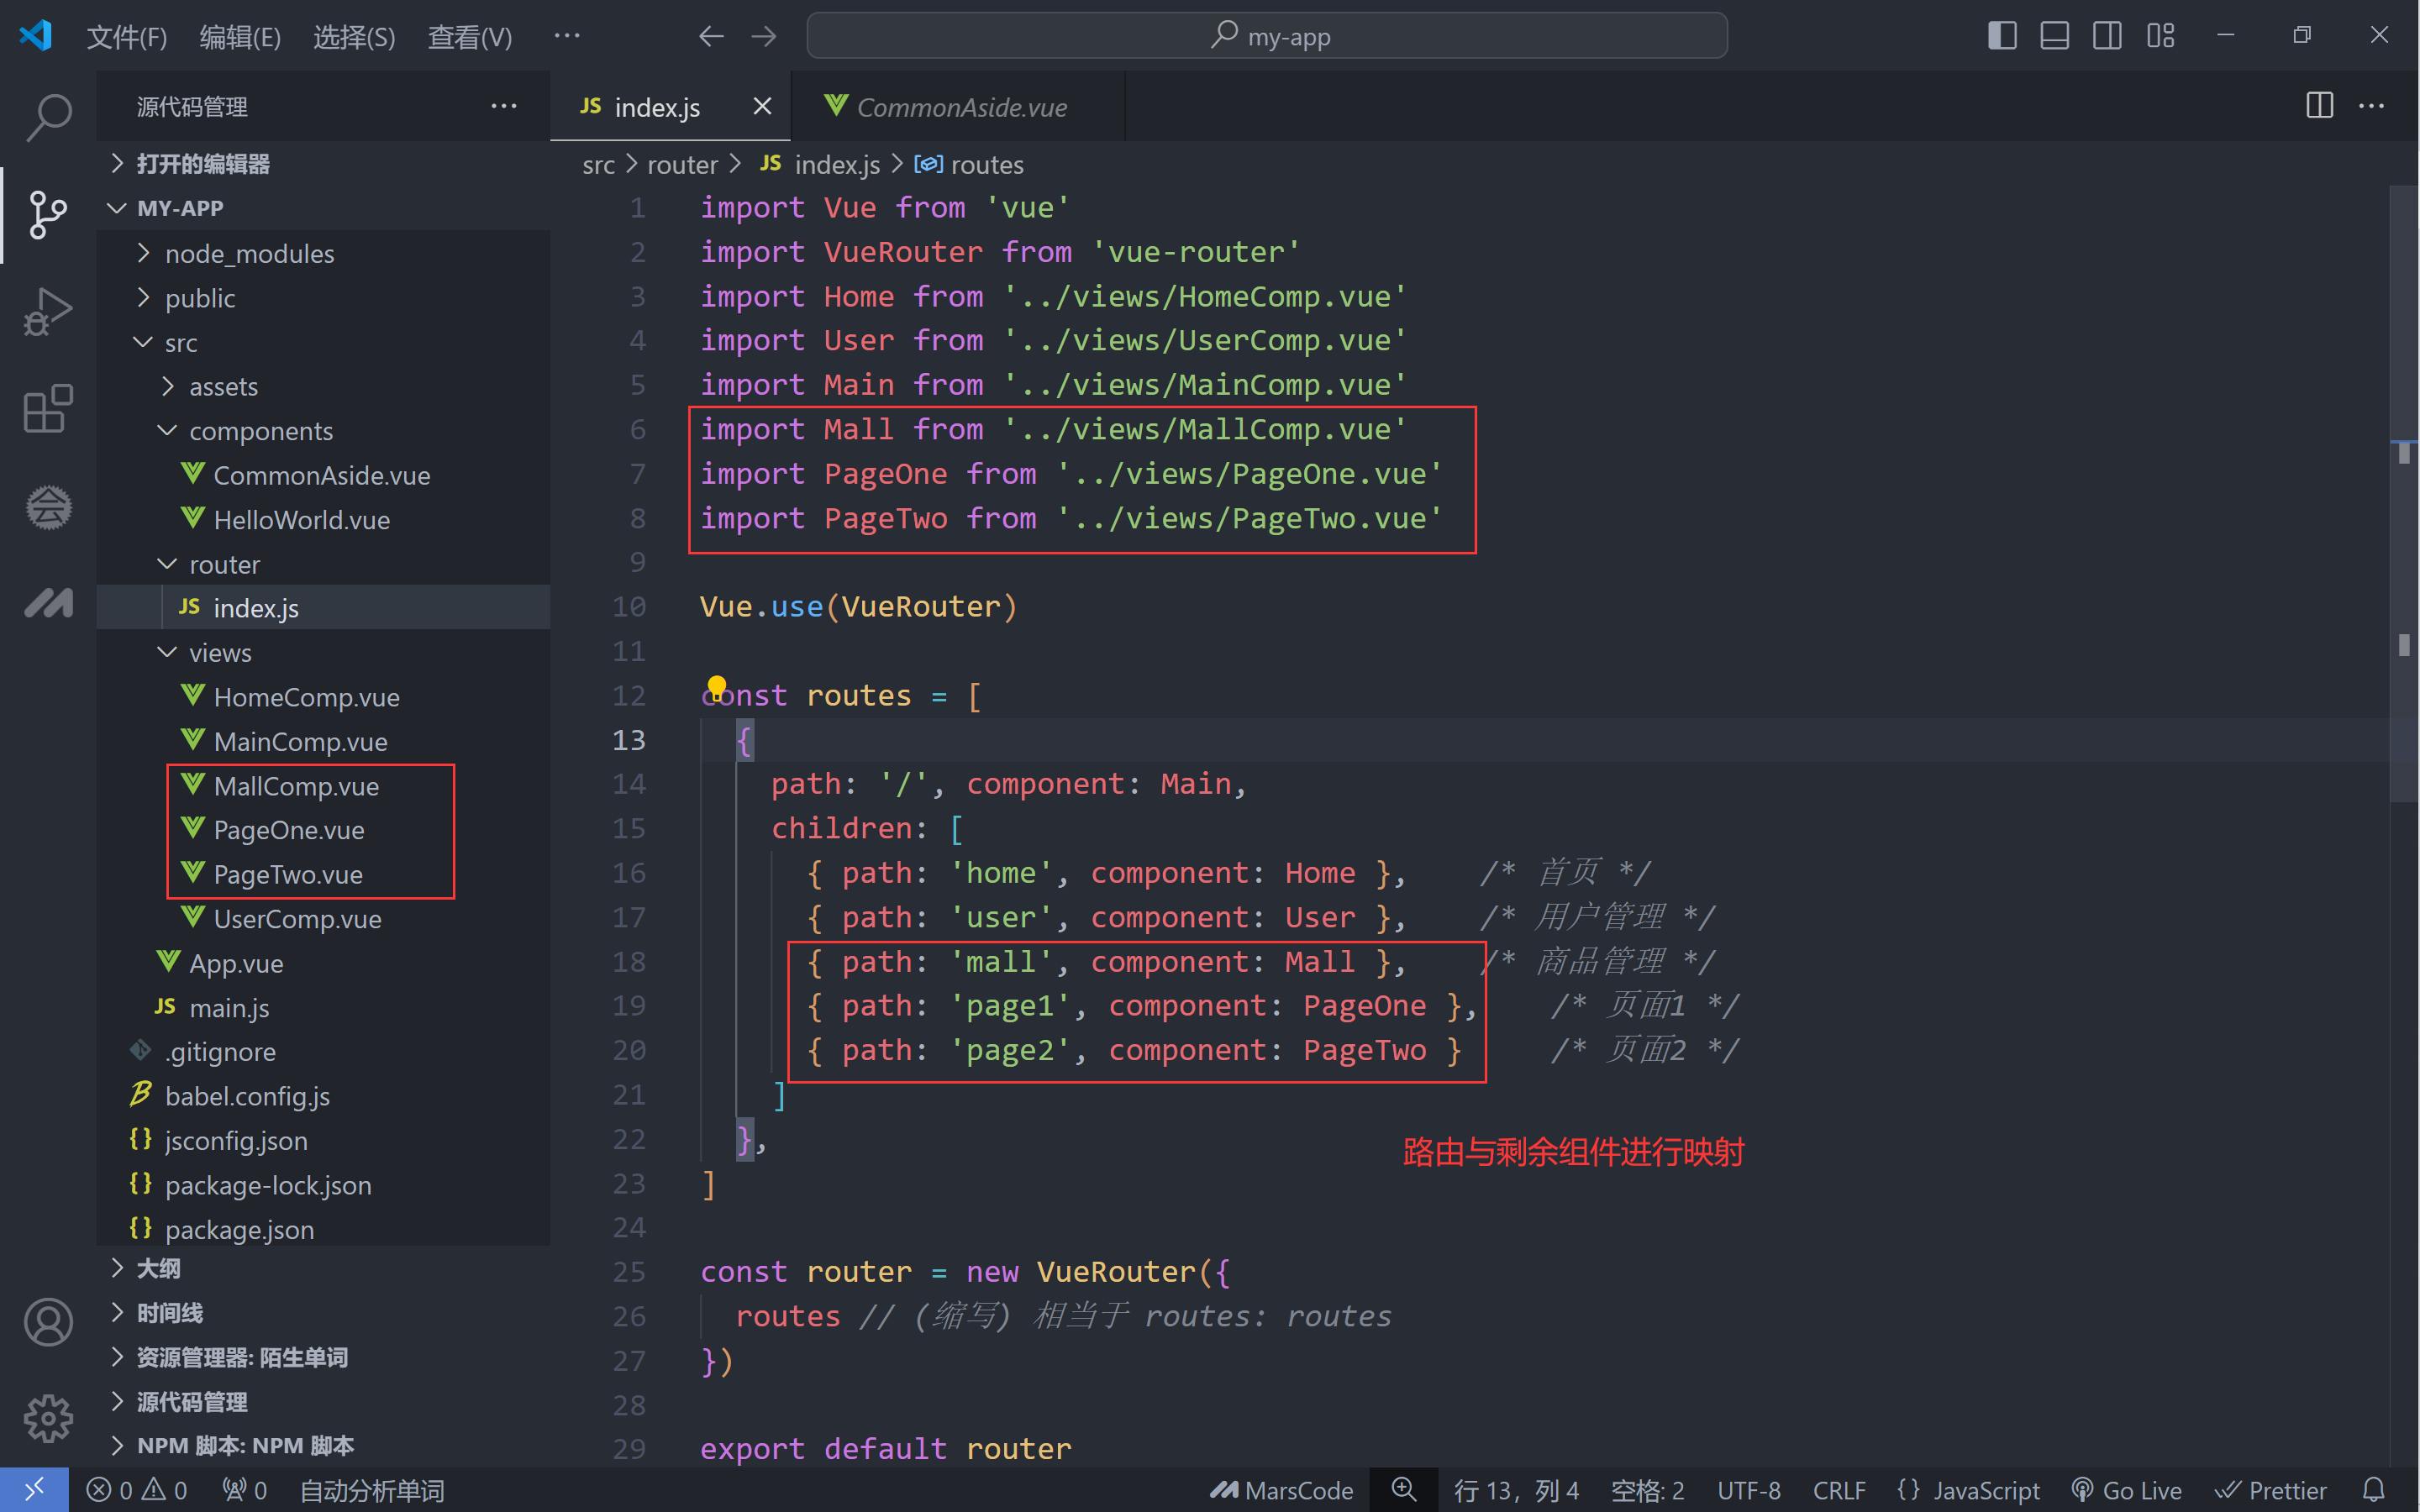 文件(F) 编辑(E) 选择(S) 查看(V) ··· my-app
源代码管理 ···
打开的编辑器
MY-APP
node_modules
public
src
assets
components
CommonAside.vue
HelloWorld.vue
router
JS index.js
views
HomeComp.vue
MainComp.vue
MallComp.vue
PageOne.vue
PageTwo.vue
UserComp.vue
App.vue
JS main.js
.gitignore
babel.config.js
{} jsconfig.json
{} package-lock.json
{} package.json
大纲
时间线
资源管理器: 陌生单词
源代码管理
NPM 脚本: NPM 脚本
JS index.js CommonAside.vue
src > router > JS index.js > routes
1 import Vue from 'vue'
2 import VueRouter from 'vue-router'
3 import Home from '../views/HomeComp.vue'
4 import User from '../views/UserComp.vue'
5 import Main from '../views/MainComp.vue'
6 import Mall from '../views/MallComp.vue'
7 import PageOne from '../views/PageOne.vue'
8 import PageTwo from '../views/PageTwo.vue'
9
10 Vue.use(VueRouter)
11
12 const routes = [
13 {
14 path: '/', component: Main,
15 children: [
16 { path: 'home', component: Home }, /* 首页 */
17 { path: 'user', component: User }, /* 用户管理 */
18 { path: 'mall', component: Mall }, /* 商品管理 */
19 { path: 'page1', component: PageOne }, /* 页面1 */
20 { path: 'page2', component: PageTwo } /* 页面2 */
21 ]
22 },
路由与剩余组件进行映射
23 ]
24
25 const router = new VueRouter({
26 routes // (缩写) 相当于 routes: routes
27 })
28
29 export default router
0 0 0 自动分析单词 MarsCode 行 13，列 4 空格: 2 UTF-8 CRLF {} JavaScript Go Live Prettier